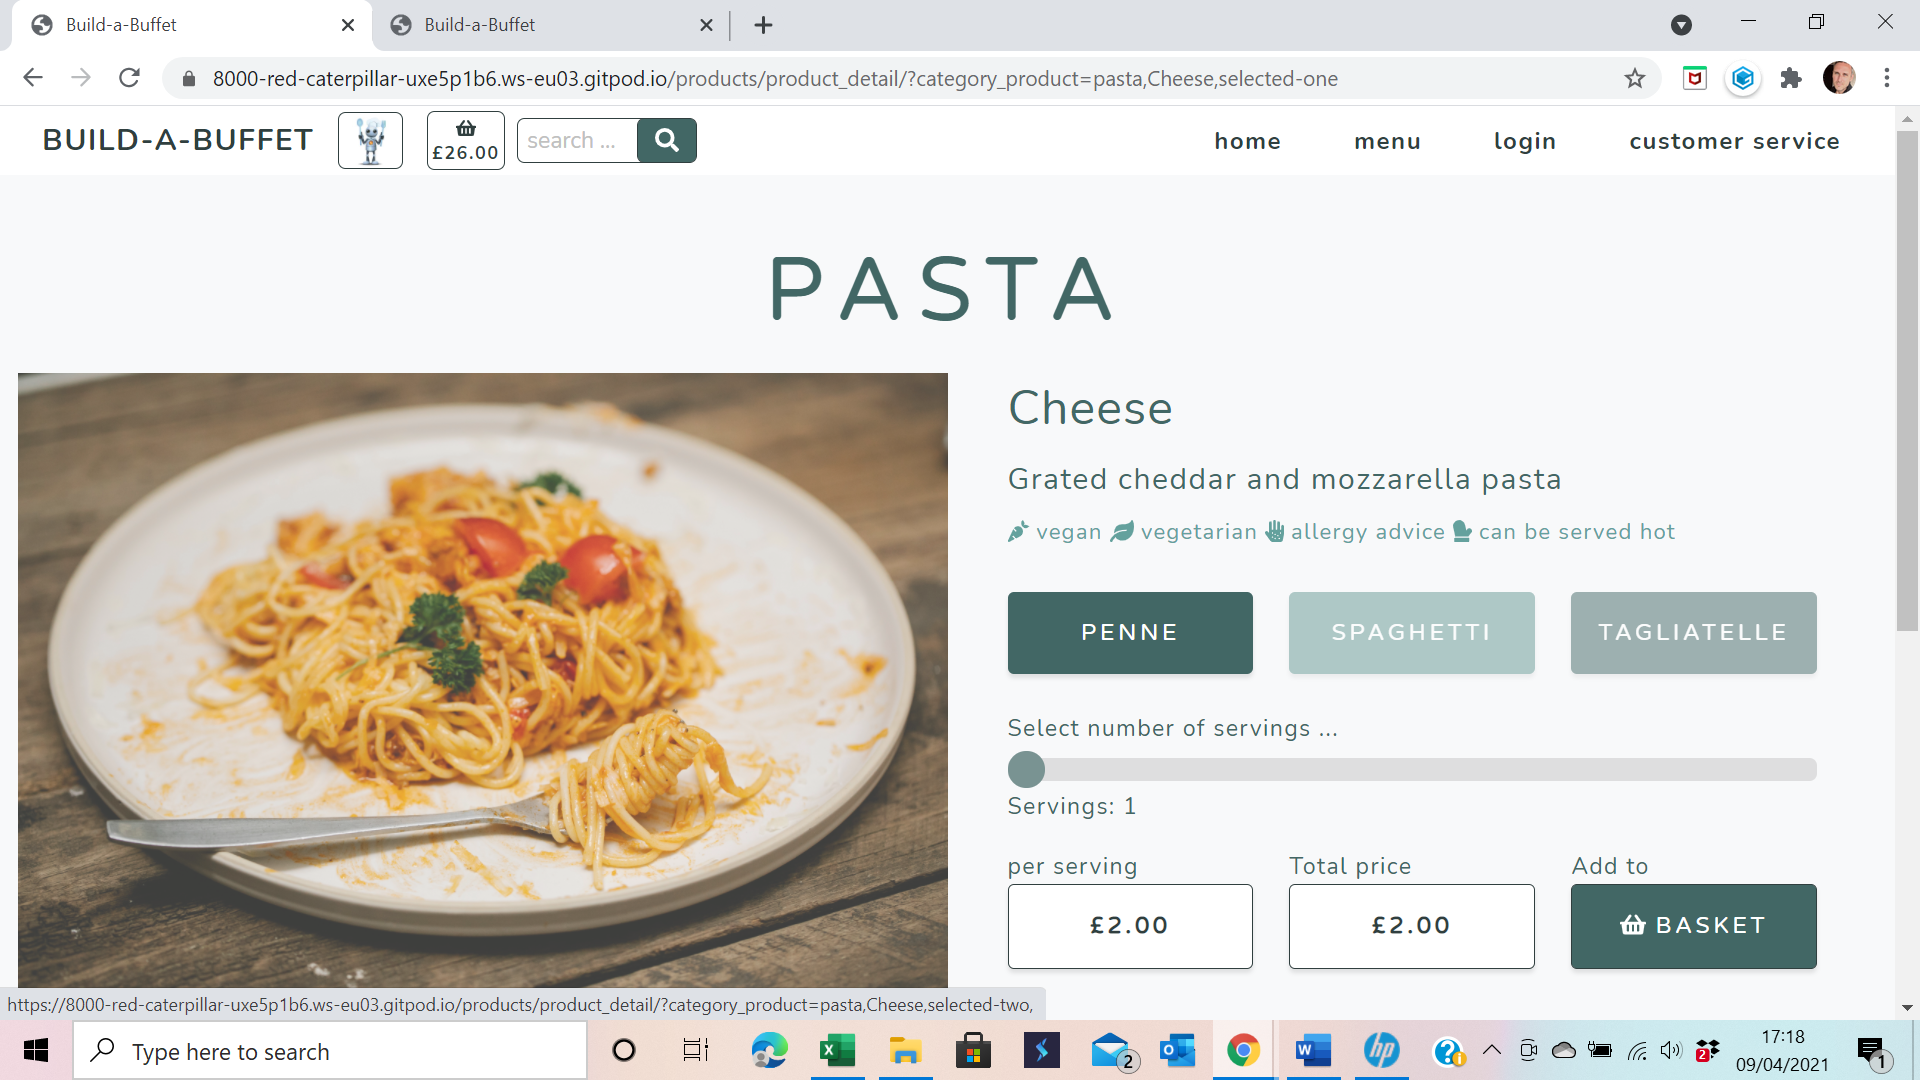 Build-a-Buffet
Build-a-Buffet
8000-red-caterpillar-uxe5p1b6.ws-eu03.gitpod.io/products/product_detail/?category_product=pasta,Cheese,selected-one
BUILD-A-BUFFET
£26.00
search ...
home
menu
login
customer service
PASTA
Cheese
Grated cheddar and mozzarella pasta
vegan vegetarian allergy advice can be served hot
PENNE
SPAGHETTI
TAGLIATELLE
Select number of servings ...
Servings: 1
per serving
Total price
Add to
£2.00
£2.00
BASKET
https://8000-red-caterpillar-uxe5p1b6.ws-eu03.gitpod.io/products/product_detail/?category_product=pasta,Cheese,selected-two,
Type here to search
2
2
17:18
09/04/2021
1